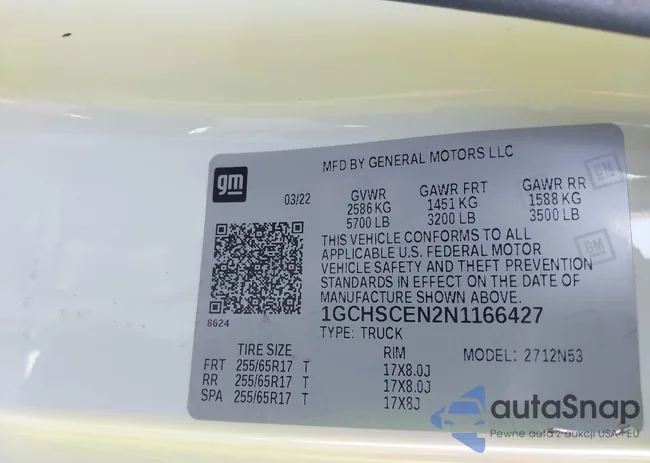 MFD BY GENERAL MOTORS LLC
gm
03/22
GVWR GAWR FRT GAWR RR
2586 KG 1451 KG 1588 KG
5700 LB 3200 LB 3500 LB
THIS VEHICLE CONFORMS TO ALL
APPLICABLE U.S. FEDERAL MOTOR
VEHICLE SAFETY AND THEFT PREVENTION
STANDARDS IN EFFECT ON THE DATE OF
MANUFACTURE SHOWN ABOVE.
1GCHSCEN2N1166427
8624
TYPE: TRUCK
TIRE SIZE RIM MODEL: 2712N53
FRT 255/65R17 T 17X8.0J
RR 255/65R17 T 17X8.0J
SPA 255/65R17 T 17X8J
GM
GM
autaSnap
Pewne auta z aukcji USA i EU